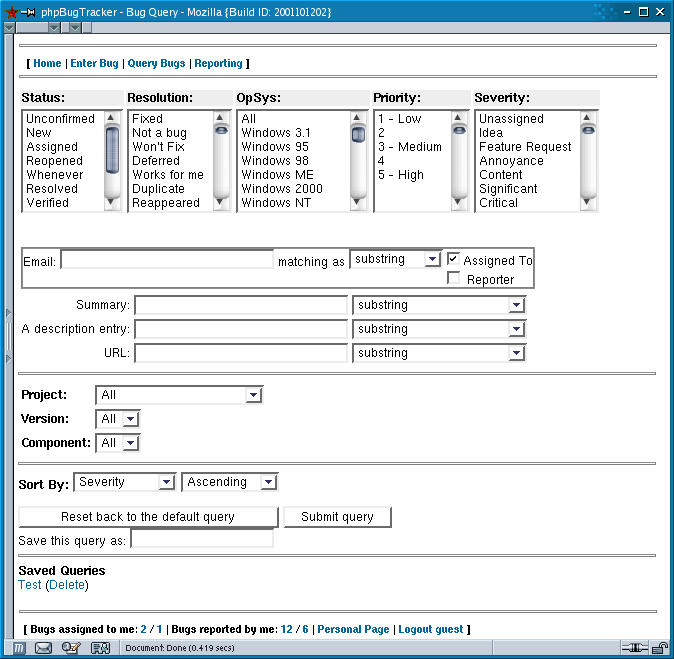 phpBugTracker - Bug Query - Mozilla {Build ID: 2001101202}
[ Home | Enter Bug | Query Bugs | Reporting ]
Status: Resolution: OpSys: Priority: Severity:
Unconfirmed Fixed All 1 - Low Unassigned
New Not a bug Windows 3.1 2 Idea
Assigned Won't Fix Windows 95 3 - Medium Feature Request
Reopened Deferred Windows 98 4 Annoyance
Whenever Works for me Windows ME 5 - High Content
Resolved Duplicate Windows 2000 Significant
Verified Reappeared Windows NT Critical
Email: matching as substring Assigned To
Reporter
Summary: substring
A description entry: substring
URL: substring
Project: All
Version: All
Component: All
Sort By: Severity Ascending
Reset back to the default query Submit query
Save this query as:
Saved Queries
Test (Delete)
[ Bugs assigned to me: 2 / 1 | Bugs reported by me: 12 / 6 | Personal Page | Logout guest ]
Document: Done (0.419 secs)